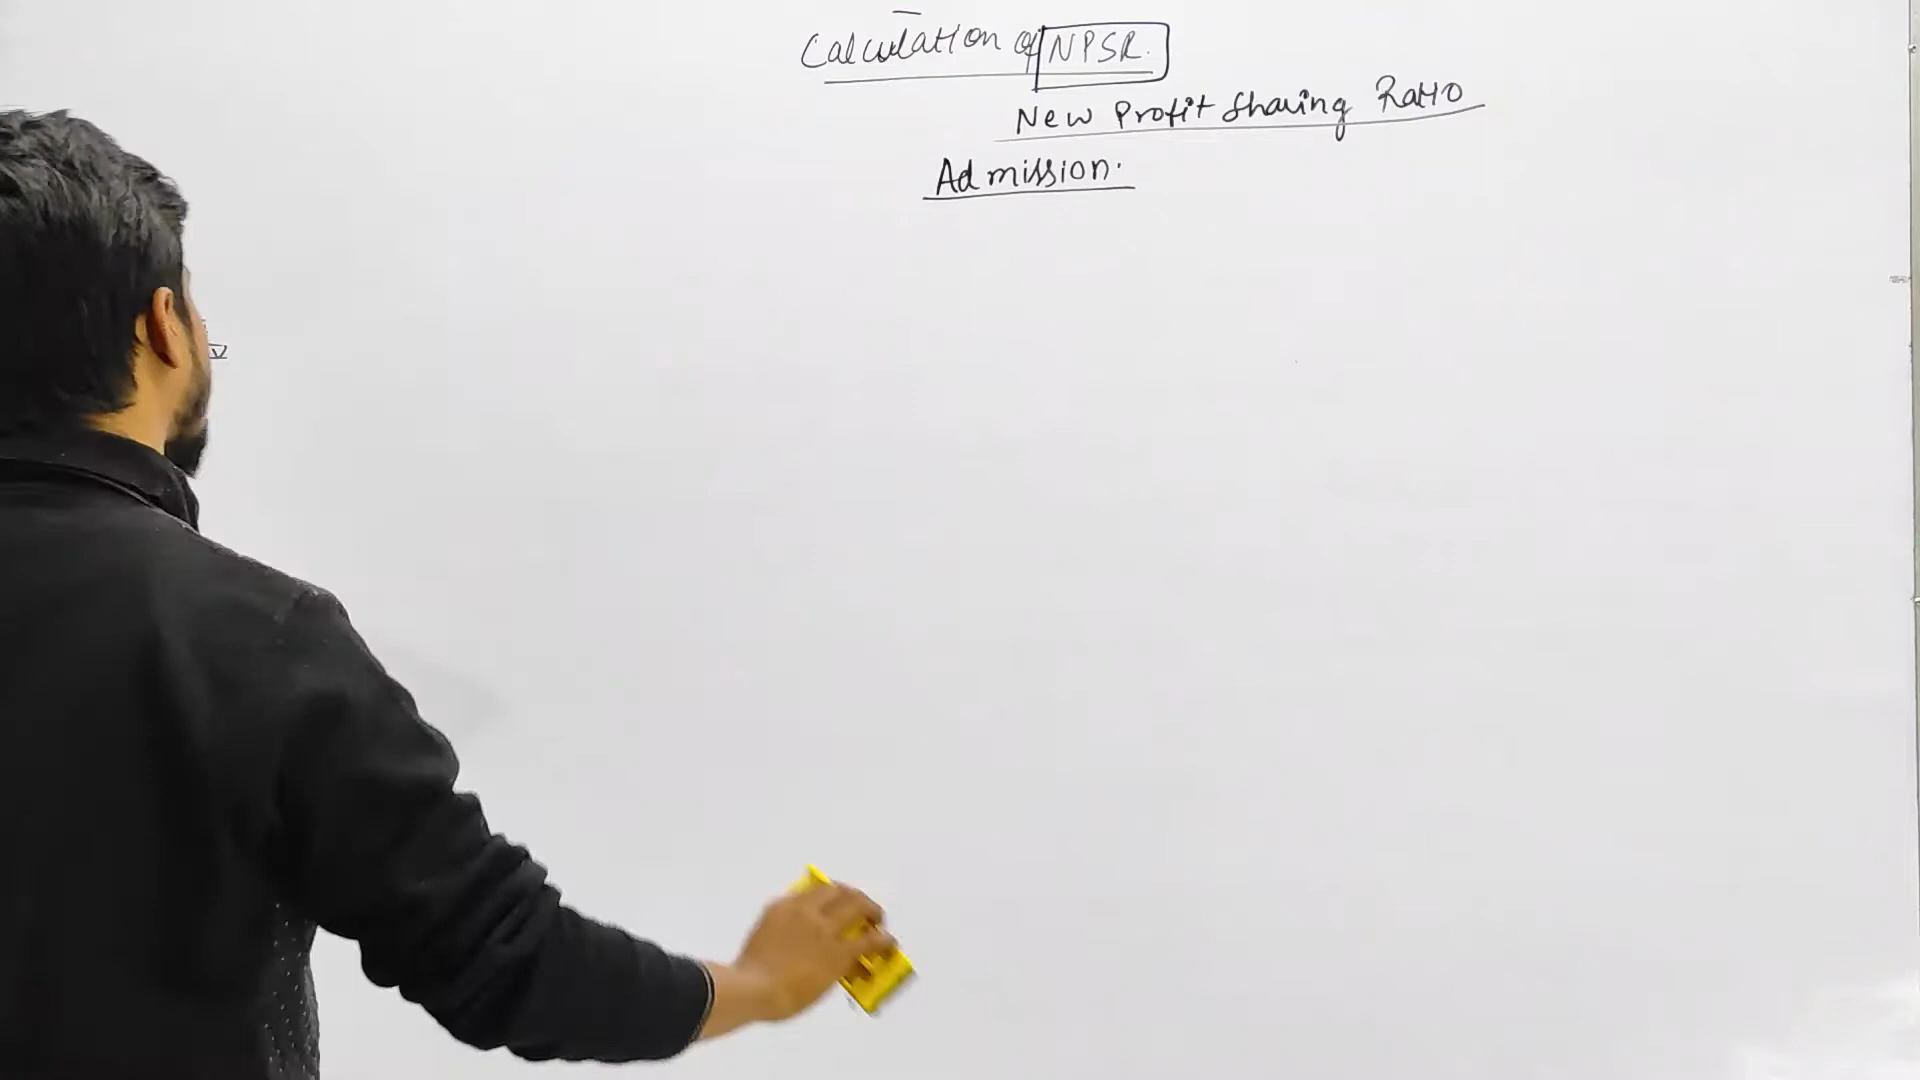 Calculation of NPSR.
New Profit Sharing Ratio
Admission.